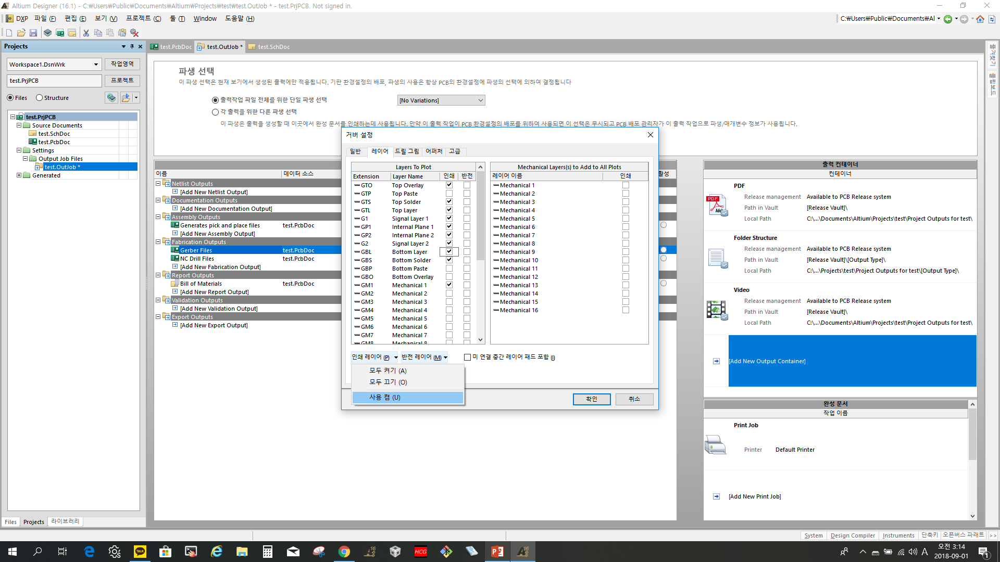 Altium Designer (16.1) - C:₩Users₩Public₩Documents₩Altium₩Projects₩test₩test.OutJob * - test.PrjPCB. Not signed in.
DXP 파일 (F) 편집 (E) 보기 (V) 프로젝트 (C) 툴 (T) Window 도움말 (H)
C:₩Users₩Public₩Documents₩Al
Projects
Workspace1.DsnWrk 작업영역
test.PrjPCB 프로젝트
Files Structure
test.PrjPCB
Source Documents
test.SchDoc
test.PcbDoc
Settings
Output Job Files
test.OutJob *
Generated
Files Projects 라이브러리
test.PcbDoc test.OutJob * test.SchDoc
파생 선택
이 파생 선택은 현재 보기에서 생성된 출력에만 적용됩니다. 기판 환경설정의 배포, 파생의 사용은 항상 PCB의 환경설정에 파생의 선택에 의하여 결정됩니다
출력작업 파일 전체를 위한 단일 파생 선택 [No Variations]
각 출력을 위한 다른 파생 선택
이 파생은 출력을 생성할 때 이곳에서 완성 문서를 인쇄하는데 사용됩니다. 만약 이 출력 작업이 PCB 환경설정의 배포를 위하여 사용되면 이 선택은 무시되고 PCB 배포 관리자가 이 출력 작업으로 파생/매개변수 정보가 사용됩니다.
이름 데이터 소스 활성
Netlist Outputs
[Add New Netlist Output]
Documentation Outputs
[Add New Documentation Output]
Assembly Outputs
Generates pick and place files test.PcbDoc
[Add New Assembly Output]
Fabrication Outputs
Gerber Files test.PcbDoc
NC Drill Files test.PcbDoc
[Add New Fabrication Output]
Report Outputs
Bill of Materials test.PcbDoc
[Add New Report Output]
Validation Outputs
[Add New Validation Output]
Export Outputs
[Add New Export Output]
거버 설정
일반 레이어 드릴 그림 어퍼처 고급
Layers To Plot
Extension Layer Name 인쇄 반전
GTO Top Overlay
GTP Top Paste
GTS Top Solder
GTL Top Layer
G1 Signal Layer 1
GP1 Internal Plane 1
GP2 Internal Plane 2
G2 Signal Layer 2
GBL Bottom Layer
GBS Bottom Solder
GBP Bottom Paste
GBO Bottom Overlay
GM1 Mechanical 1
GM2 Mechanical 2
GM3 Mechanical 3
GM4 Mechanical 4
GM5 Mechanical 5
GM6 Mechanical 6
GM7 Mechanical 7
GM8 Mechanical 8
Mechanical Layers(s) to Add to All Plots
레이어 이름 인쇄
Mechanical 1
Mechanical 2
Mechanical 3
Mechanical 4
Mechanical 5
Mechanical 6
Mechanical 7
Mechanical 8
Mechanical 9
Mechanical 10
Mechanical 11
Mechanical 12
Mechanical 13
Mechanical 14
Mechanical 15
Mechanical 16
인쇄 레이어 (P) 반전 레이어 (M) 미 연결 중간 레이어 패드 포함 (I)
모두 켜기 (A)
모두 끄기 (O)
사용 켬 (U)
확인 취소
출력 컨테이너
컨테이너
PDF
Release management Available to PCB Release system
Path in Vault [Release Vault]\
Local Path C:\...\Documents\Altium\Projects\test\Project Outputs for test\
Folder Structure
Release management Available to PCB Release system
Path in Vault [Release Vault]\[Output Type]\
Local Path C:\...\Projects\test\Project Outputs for test\[Output Type]\
Video
Release management Available to PCB Release system
Path in Vault [Release Vault]\
Local Path C:\...\Documents\Altium\Projects\test\Project Outputs for test\
[Add New Output Container]
완성 문서
작업 이름
Print Job
Printer Default Printer
[Add New Print Job]
즐겨찾기
클립보드
System Design Compiler Instruments 단축키 오픈버스 파레트 >>
TALK
HCG
16
16
A
오전 3:14
2018-09-01
1